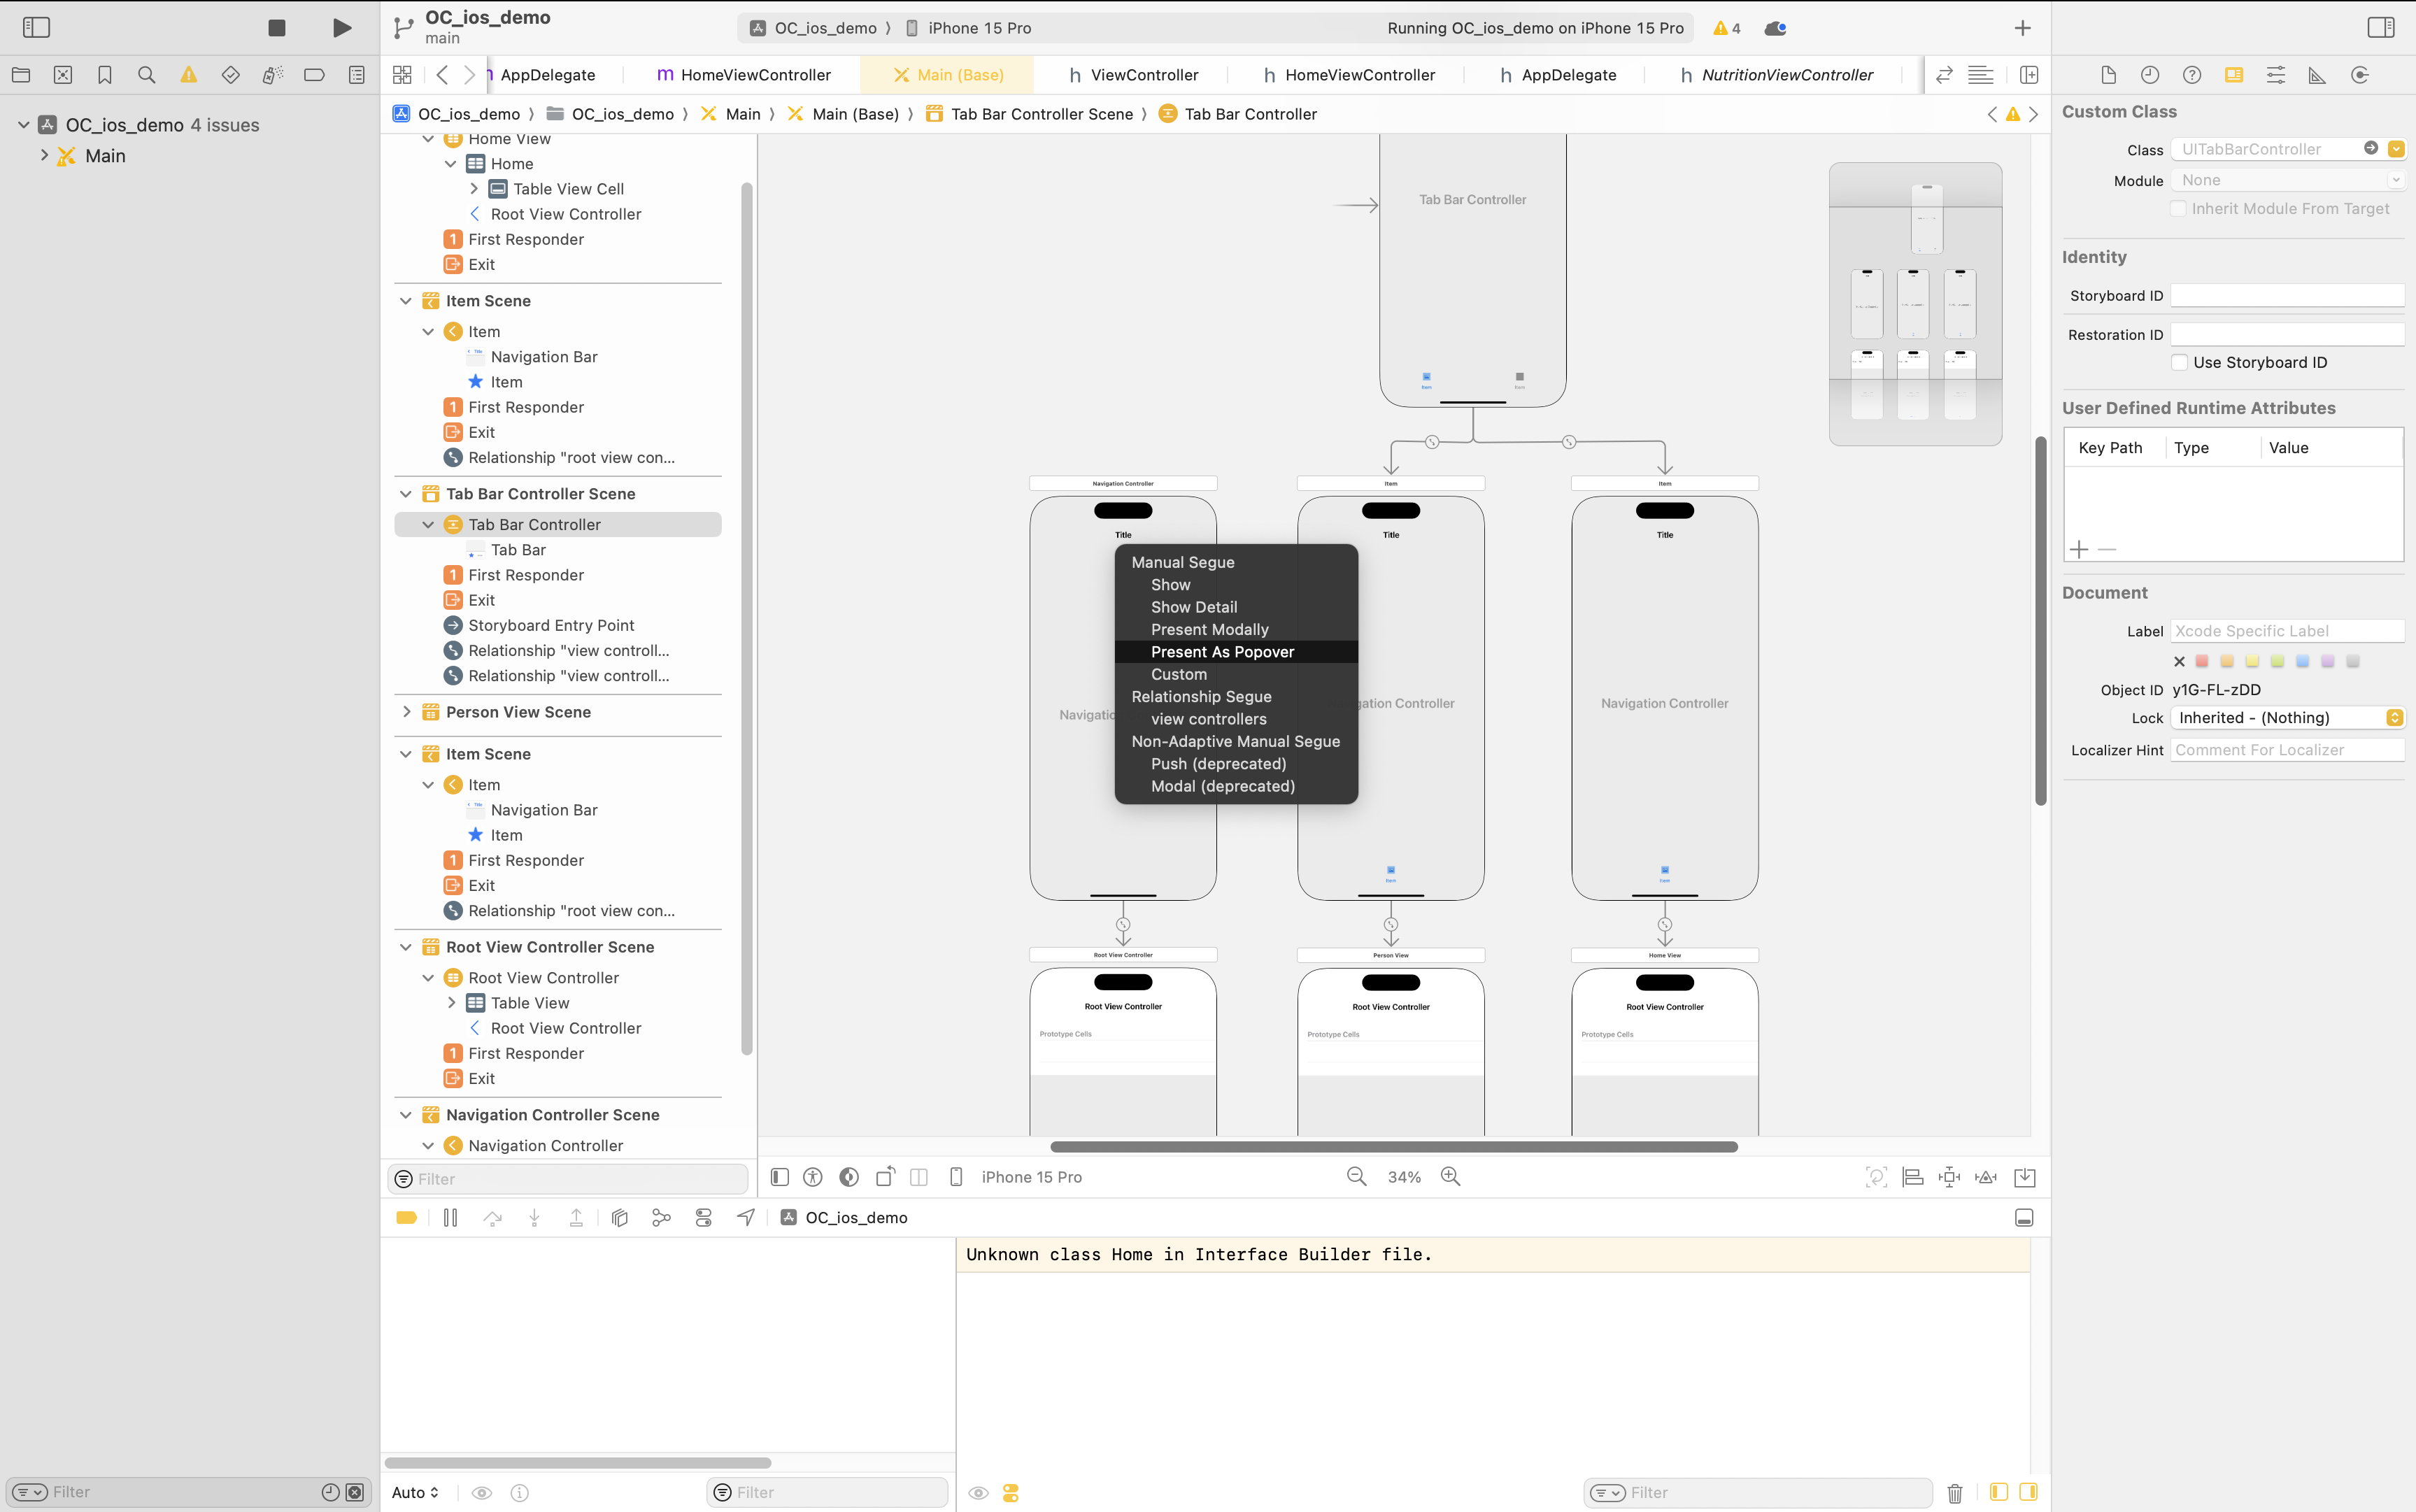 OC_ios_demo
main
OC_ios_demo 〉 iPhone 15 Pro
Running OC_ios_demo on iPhone 15 Pro
4
AppDelegate
m HomeViewController
Main (Base)
h ViewController
h HomeViewController
h AppDelegate
h NutritionViewController
OC_ios_demo 〉 OC_ios_demo 〉 Main 〉 Main (Base) 〉 Tab Bar Controller Scene 〉 Tab Bar Controller
OC_ios_demo 4 issues
Main
Filter
Home View
Home
Table View Cell
Root View Controller
1 First Responder
Exit
Item Scene
Item
Navigation Bar
Item
1 First Responder
Exit
Relationship "root view con...
Tab Bar Controller Scene
Tab Bar Controller
Tab Bar
1 First Responder
Exit
Storyboard Entry Point
Relationship "view controll...
Relationship "view controll...
Person View Scene
Item Scene
Item
Navigation Bar
Item
1 First Responder
Exit
Relationship "root view con...
Root View Controller Scene
Root View Controller
Table View
Root View Controller
1 First Responder
Exit
Navigation Controller Scene
Navigation Controller
Filter
Tab Bar Controller
Item
Item
Navigation Controller
Item
Item
Title
Title
Title
Manual Segue
Show
Show Detail
Present Modally
Present As Popover
Custom
Relationship Segue
view controllers
Non-Adaptive Manual Segue
Push (deprecated)
Modal (deprecated)
Navigatio
gation Controller
Navigation Controller
Item
Item
Root View Controller
Person View
Home View
Root View Controller
Root View Controller
Root View Controller
Prototype Cells
Prototype Cells
Prototype Cells
iPhone 15 Pro
34%
OC_ios_demo
Unknown class Home in Interface Builder file.
Auto
Filter
Filter
Custom Class
Class UITabBarController
Module None
Inherit Module From Target
Identity
Storyboard ID
Restoration ID
Use Storyboard ID
User Defined Runtime Attributes
Key Path Type Value
Document
Label Xcode Specific Label
Object ID y1G-FL-zDD
Lock Inherited - (Nothing)
Localizer Hint Comment For Localizer